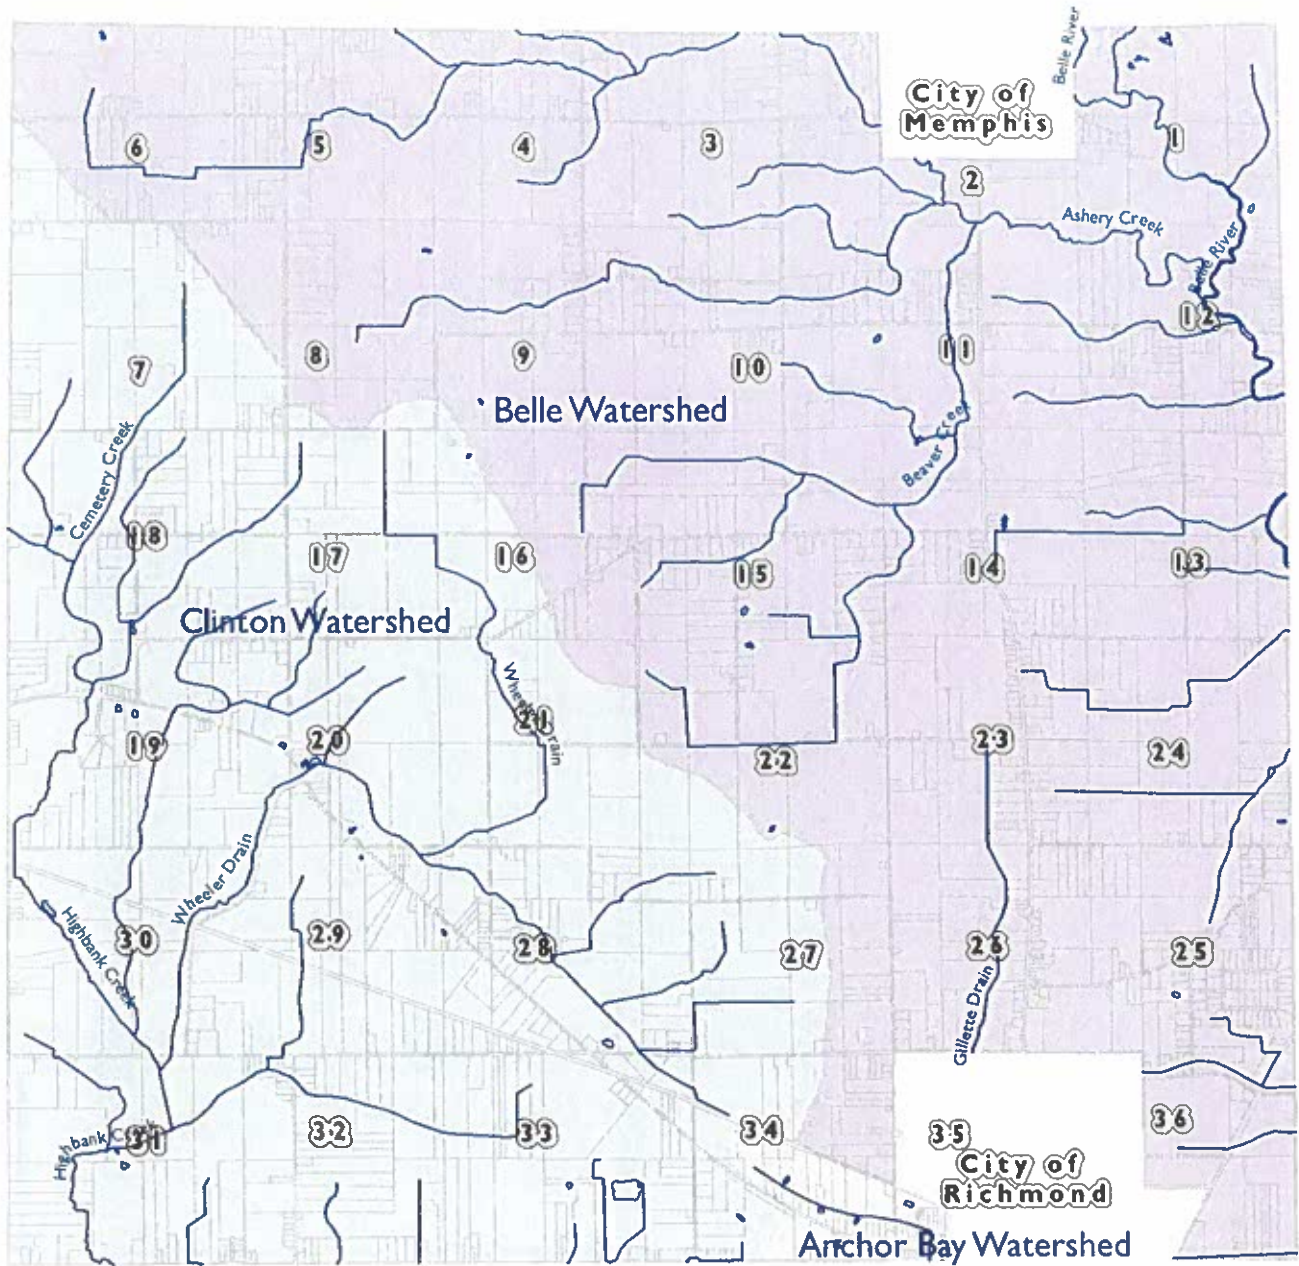 Belle River
City of
Memphis
6
5
4
3
2
1
Ashery Creek
Belle River
7
8
9
10
11
12
Belle Watershed
Beaver Creek
Cemetery Creek
18
17
16
15
14
13
Clinton Watershed
Wheeler Drain
19
20
21
22
23
24
Wheeler Drain
Highbank Creek
30
29
28
27
26
25
Gillette Drain
Highbank Creek
31
32
33
34
35
36
City of
Richmond
Anchor Bay Watershed